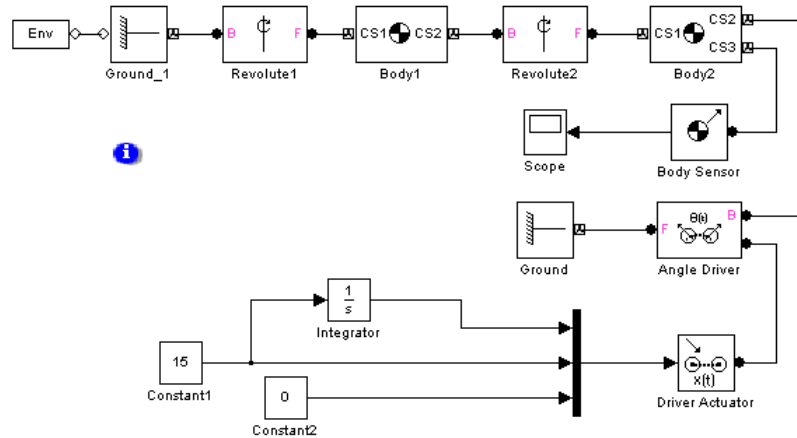 Env
Ground_1
B F
Revolute1
CS1 CS2
Body1
B F
Revolute2
CS1 CS2
CS3
Body2
i
Scope
Body Sensor
Ground
F θ(t) B
Angle Driver
1
s
Integrator
15
Constant1
0
Constant2
x(t)
Driver Actuator